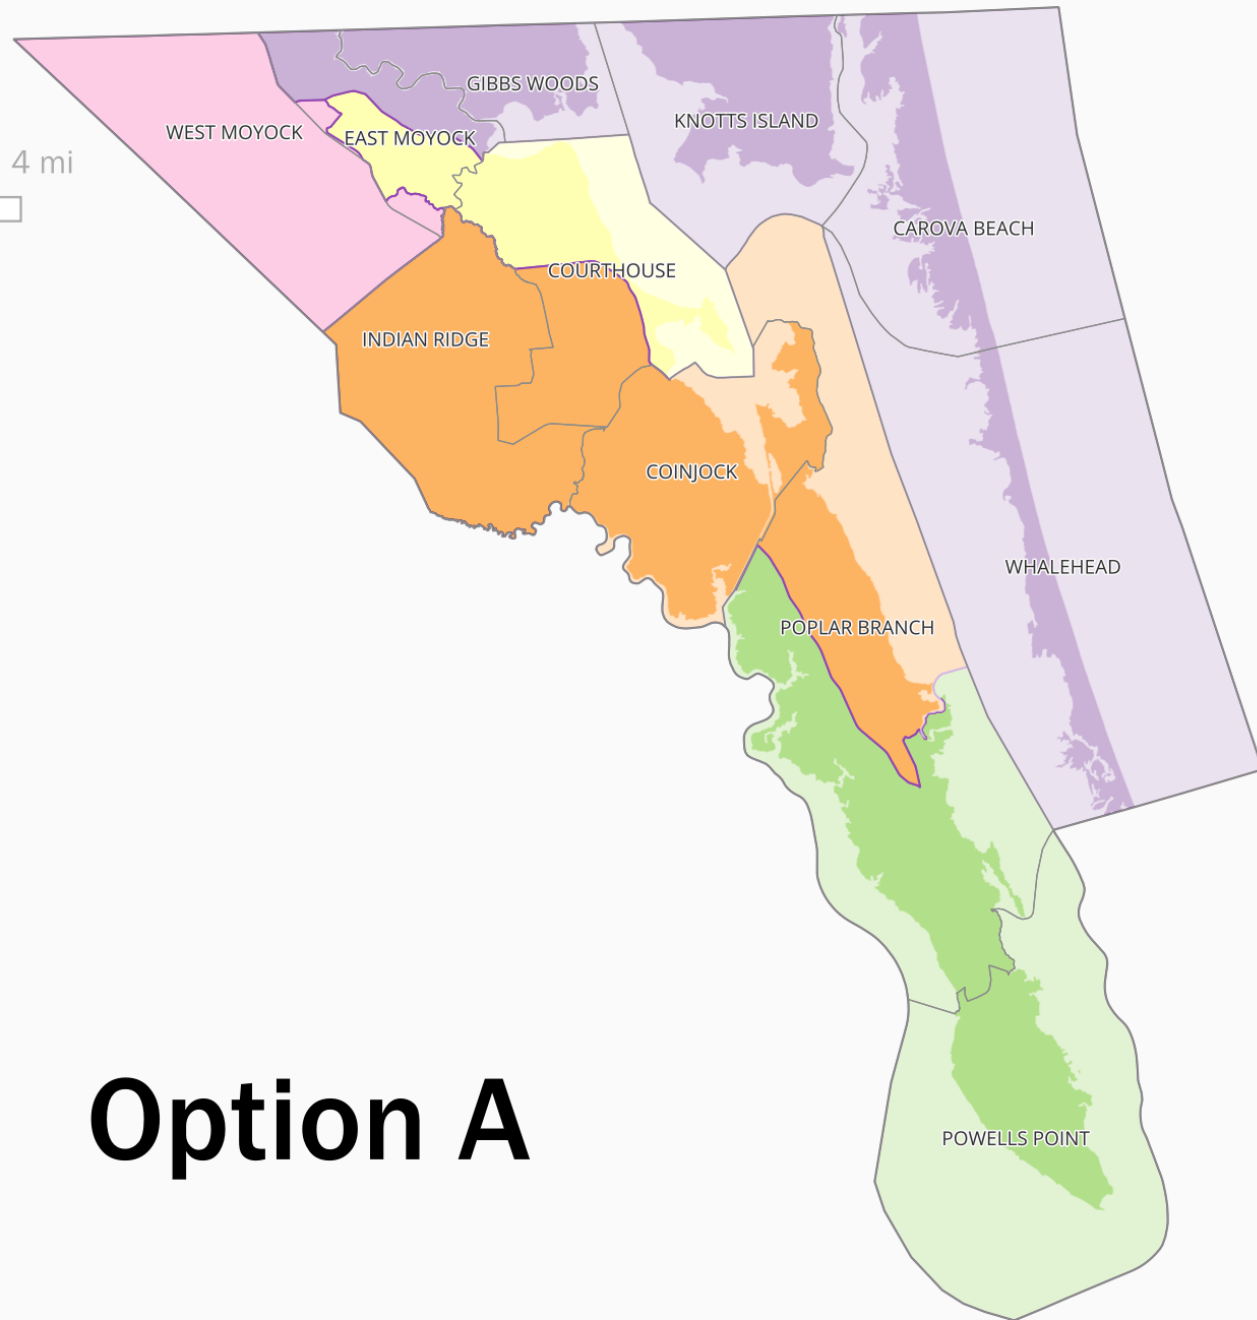 GIBBS WOODS
KNOTTS ISLAND
WEST MOYOCK
EAST MOYOCK
4 mi
CAROVA BEACH
COURTHOUSE
INDIAN RIDGE
COINJOCK
WHALEHEAD
POPLAR BRANCH
Option A
POWELLS POINT